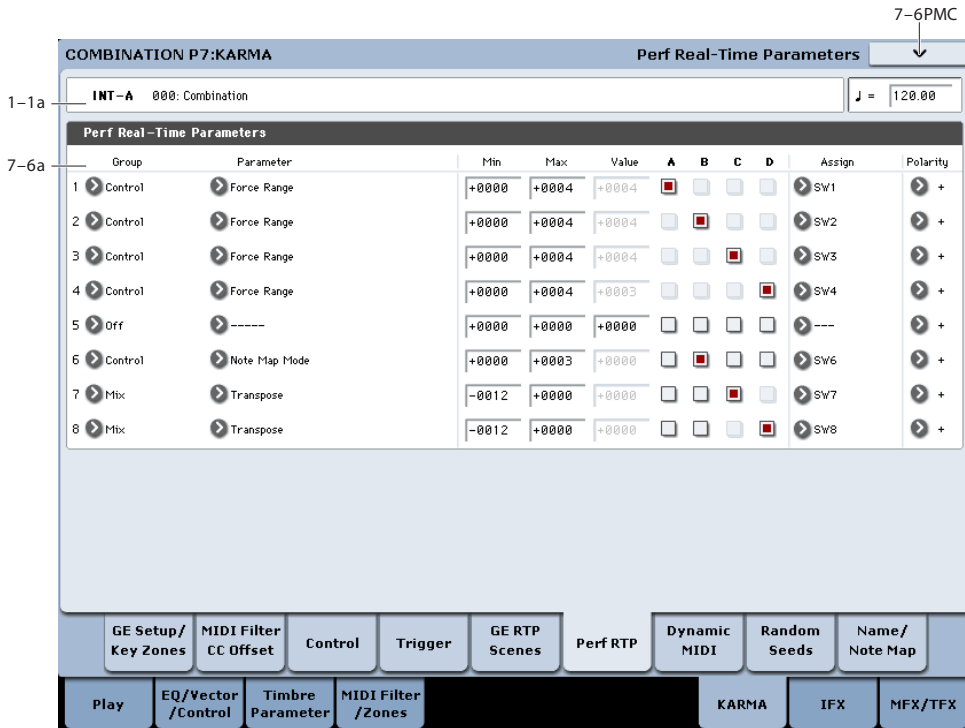 7–6PMC
COMBINATION P7:KARMA Perf Real-Time Parameters
1–1a
INT-A 000: Combination ♩ = 120.00
Perf Real-Time Parameters
7–6a
Group Parameter Min Max Value A B C D Assign Polarity
1 Control Force Range +0000 +0004 +0004 SW1 +
2 Control Force Range +0000 +0004 +0004 SW2 +
3 Control Force Range +0000 +0004 +0004 SW3 +
4 Control Force Range +0000 +0004 +0003 SW4 +
5 Off ----- +0000 +0000 +0000 --- +
6 Control Note Map Mode +0000 +0003 +0000 SW6 +
7 Mix Transpose -0012 +0000 +0000 SW7 +
8 Mix Transpose -0012 +0000 +0000 SW8 +
GE Setup/
Key Zones
MIDI Filter
CC Offset
Control
Trigger
GE RTP
Scenes
Perf RTP
Dynamic
MIDI
Random
Seeds
Name/
Note Map
Play
EQ/Vector
/Control
Timbre
Parameter
MIDI Filter
/Zones
KARMA
IFX
MFX/TFX